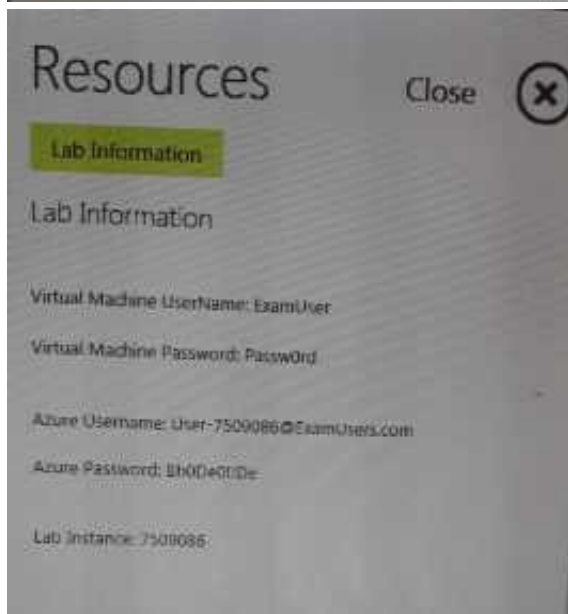 Resources
Close
Lab Information
Lab Information
Virtual Machine UserName: ExamUser
Virtual Machine Password: Passw0rd
Azure Username: User-7509086@ExamUsers.com
Azure Password:
Lab Instance: 7509086